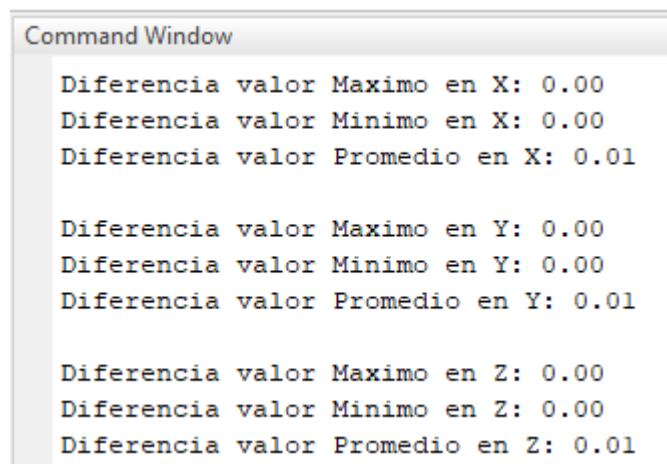 Command Window
Diferencia valor Maximo en X: 0.00
Diferencia valor Minimo en X: 0.00
Diferencia valor Promedio en X: 0.01
Diferencia valor Maximo en Y: 0.00
Diferencia valor Minimo en Y: 0.00
Diferencia valor Promedio en Y: 0.01
Diferencia valor Maximo en Z: 0.00
Diferencia valor Minimo en Z: 0.00
Diferencia valor Promedio en Z: 0.01